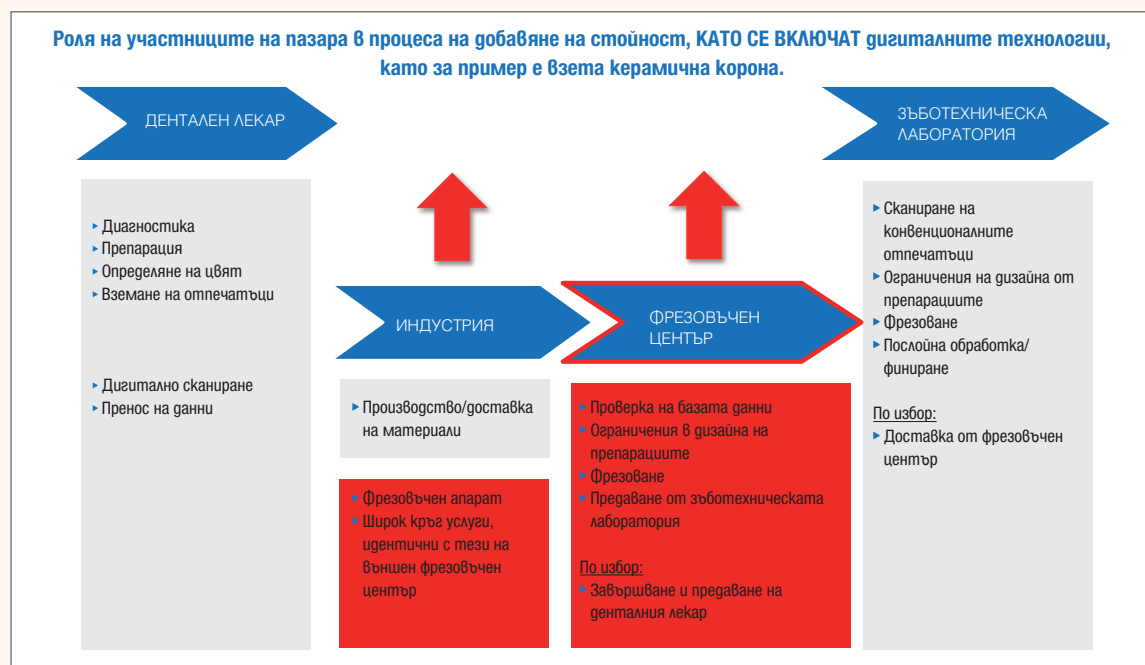 Роля на участниците на пазара в процеса на добавяне на стойност, КАТО СЕ ВКЛЮЧАТ дигиталните технологии,
като за пример е взета керамична корона.
ДЕНТАЛЕН ЛЕКАР
▸ Диагностика
▸ Препарация
▸ Определяне на цвят
▸ Вземане на отпечатъци
▸ Дигитално сканиране
▸ Пренос на данни
ИНДУСТРИЯ
▸ Производство/доставка
на материали
▸ Фрезовъчен апарат
▸ Широк кръг услуги,
идентични с тези на
външен фрезовъчен
център
ФРЕЗОВЪЧЕН
ЦЕНТЪР
▸ Проверка на базата данни
▸ Ограничения в дизайна на
препарациите
▸ Фрезоване
▸ Предаване от зъботехническата
лаборатория
По избор:
▸ Завършване и предаване на
денталния лекар
ЗЪБОТЕХНИЧЕСКА
ЛАБОРАТОРИЯ
▸ Сканиране на
конвенционалните
отпечатъци
▸ Ограничения на дизайна от
препарациите
▸ Фрезоване
▸ Послойна обработка/
финиране
По избор:
▸ Доставка от фрезовъчен
център